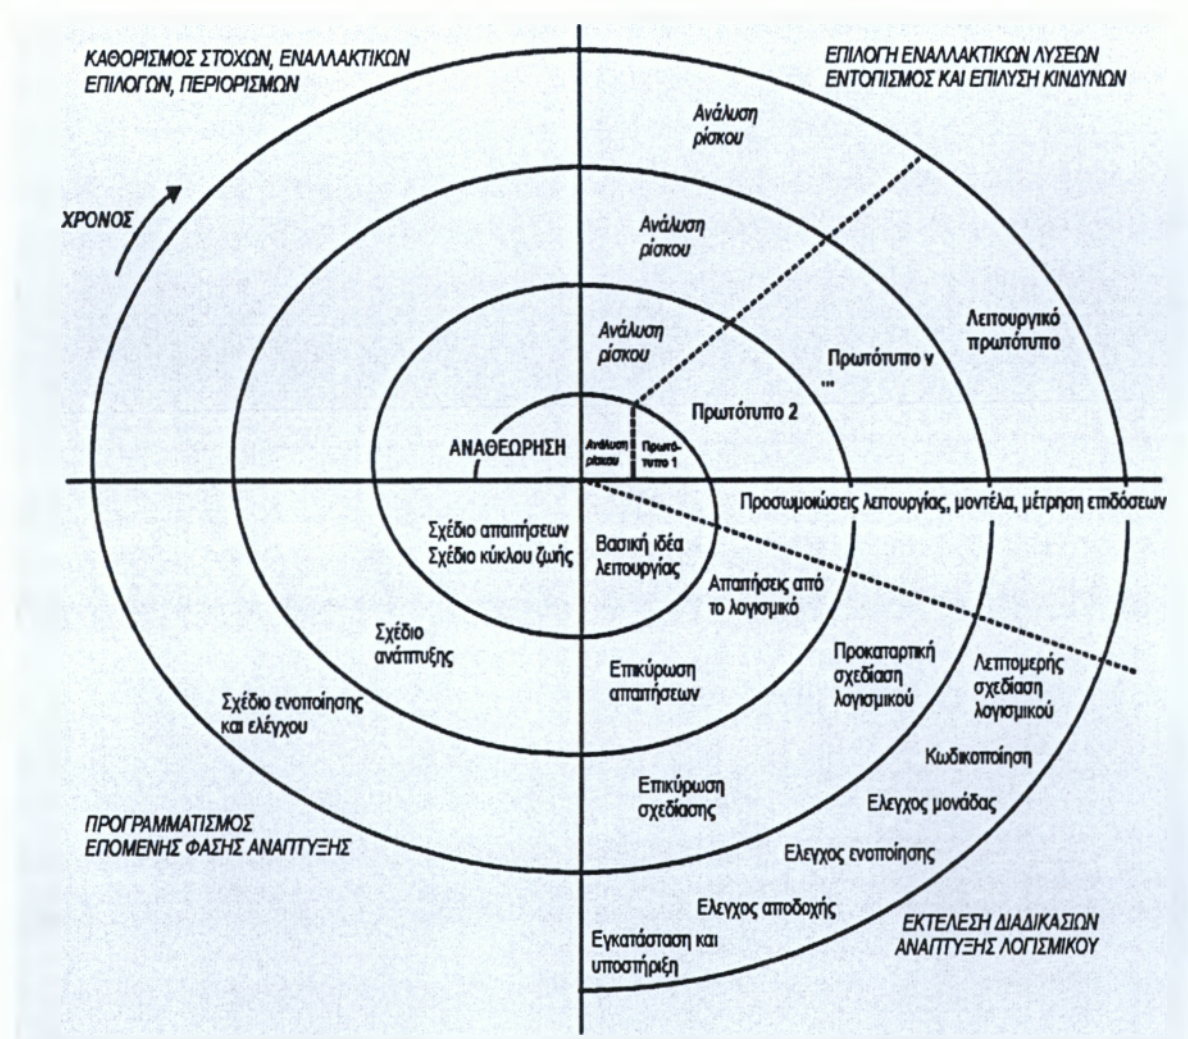 ΚΑΘΟΡΙΣΜΟΣ ΣΤΟΧΩΝ, ΕΝΑΛΛΑΚΤΙΚΩΝ
ΕΠΙΛΟΓΩΝ, ΠΕΡΙΟΡΙΣΜΩΝ
ΕΠΙΛΟΓΗ ΕΝΑΛΛΑΚΤΙΚΩΝ ΛΥΣΕΩΝ
ΕΝΤΟΠΙΣΜΟΣ ΚΑΙ ΕΠΙΛΥΣΗ ΚΙΝΔΥΝΩΝ
Ανάλυση
ρίσκου
ΧΡΟΝΟΣ
Ανάλυση
ρίσκου
Ανάλυση
ρίσκου
Λειτουργικό
πρωτότυπο
Πρωτότυπο ν
...
Πρωτότυπο 2
ΑΝΑΘΕΩΡΗΣΗ
Ανάλυση
ρίσκου
Πρωτό-
τυπο 1
Προσωμοιώσεις λειτουργίας, μοντέλα, μέτρηση επιδόσεων
Σχέδιο απαιτήσεων
Σχέδιο κύκλου ζωής
Βασική ιδέα
λειτουργίας
Απαιτήσεις από
το λογισμικό
Σχέδιο
ανάπτυξης
Επικύρωση
απαιτήσεων
Προκαταρτική
σχεδίαση
λογισμικού
Λεπτομερής
σχεδίαση
λογισμικού
Σχέδιο ενοποίησης
και ελέγχου
Κωδικοποίηση
Επικύρωση
σχεδίασης
Ελεγχος μονάδας
ΠΡΟΓΡΑΜΜΑΤΙΣΜΟΣ
ΕΠΟΜΕΝΗΣ ΦΑΣΗΣ ΑΝΑΠΤΥΞΗΣ
Ελεγχος ενοποίησης
Ελεγχος αποδοχής
Εγκατάσταση και
υποστήριξη
ΕΚΤΕΛΕΣΗ ΔΙΑΔΙΚΑΣΙΩΝ
ΑΝΑΠΤΥΞΗΣ ΛΟΓΙΣΜΙΚΟΥ